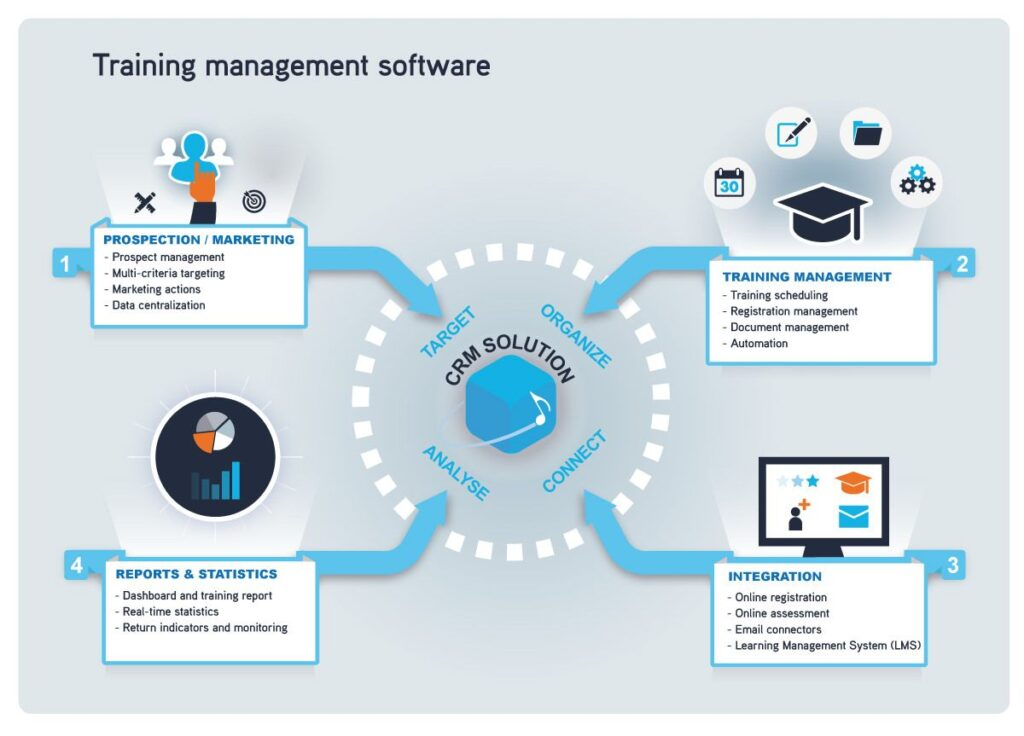 Training management software
1
PROSPECTION / MARKETING
- Prospect management
- Multi-criteria targeting
- Marketing actions
- Data centralization
30
2
TRAINING MANAGEMENT
- Training scheduling
- Registration management
- Document management
- Automation
TARGET
ORGANIZE
CRM SOLUTION
ANALYSE
CONNECT
4
REPORTS & STATISTICS
- Dashboard and training report
- Real-time statistics
- Return indicators and monitoring
3
INTEGRATION
- Online registration
- Online assessment
- Email connectors
- Learning Management System (LMS)